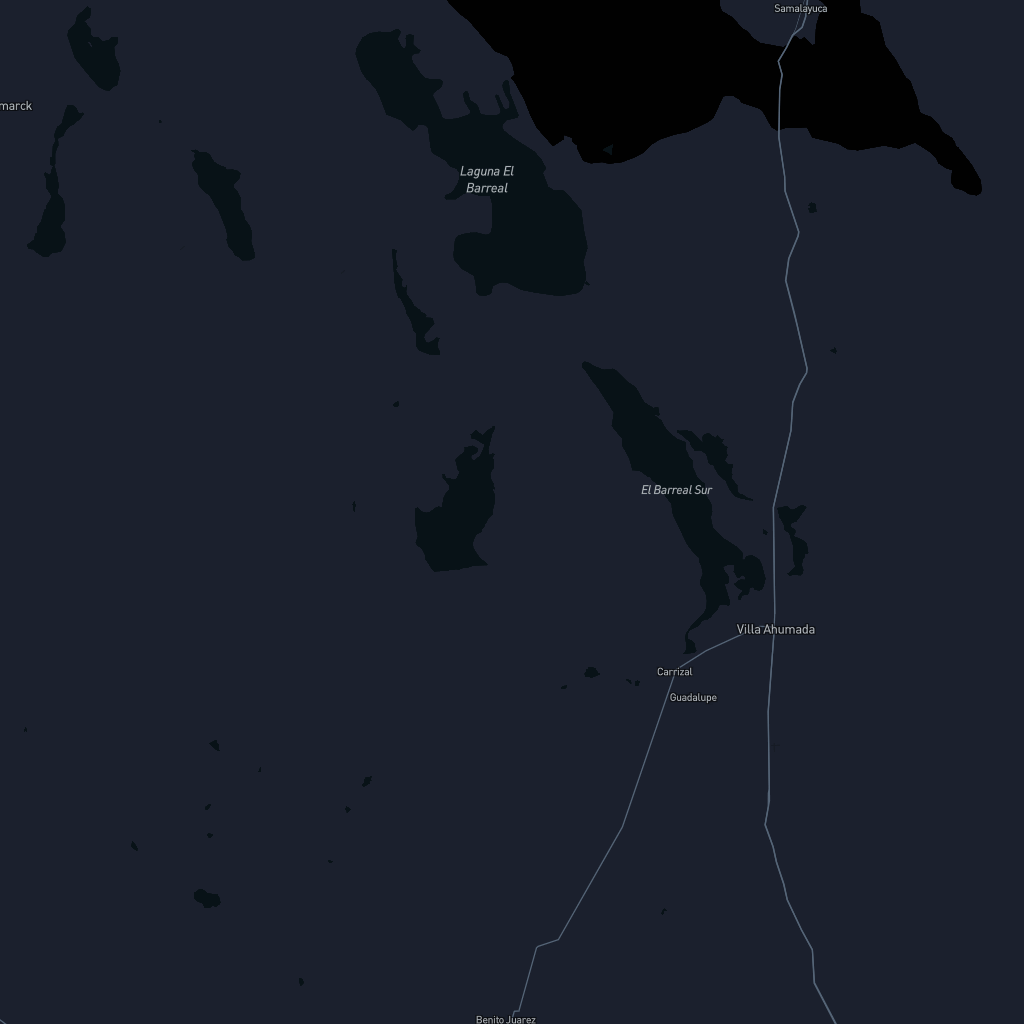 Samalayuca
marck
Laguna El
Barreal
El Barreal Sur
Villa Ahumada
Carrizal
Guadalupe
Benito Juarez